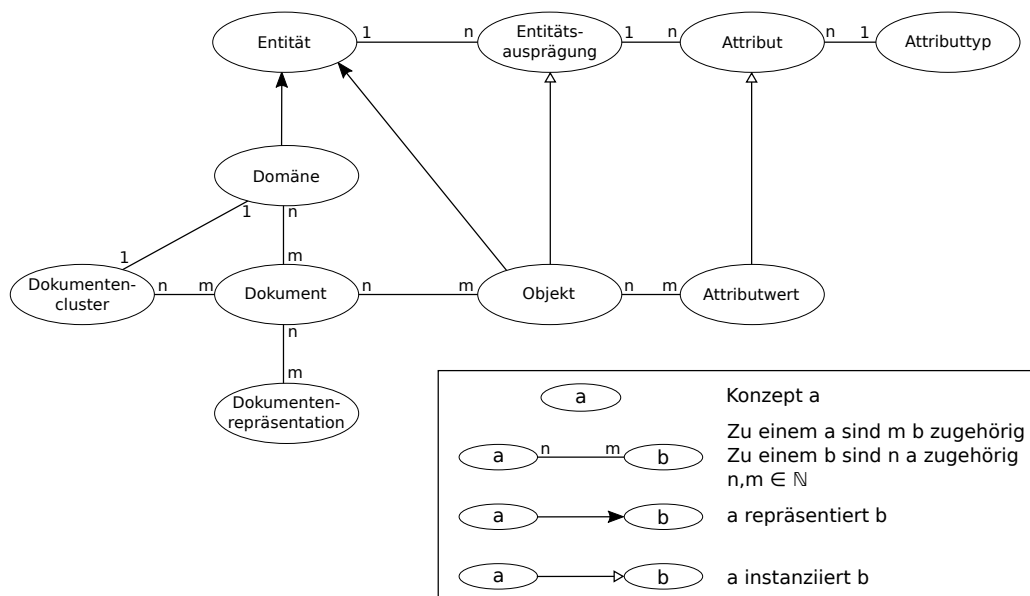 Entität
1
n
Entitäts-
ausprägung
1
n
Attribut
n
1
Attributtyp
Domäne
1
n
1
m
Dokumenten-
cluster
n
m
Dokument
n
m
Objekt
n
m
Attributwert
n
m
Dokumenten-
repräsentation
a
Konzept a
a
n
m
b
Zu einem a sind m b zugehörig
Zu einem b sind n a zugehörig
n,m ∈ ℕ
a
b
a repräsentiert b
a
b
a instanziiert b